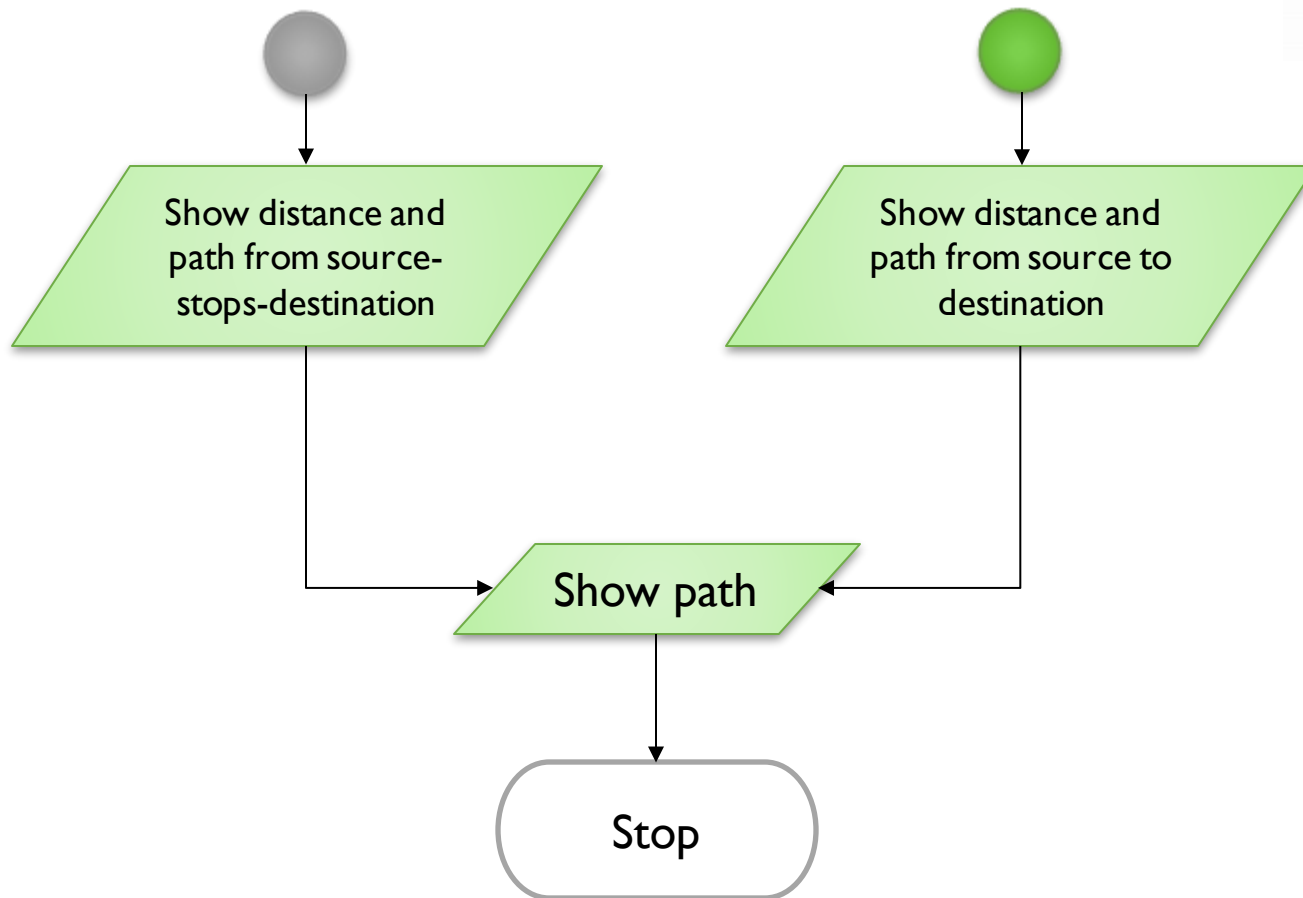 Show distance and
path from source-
stops-destination
Show distance and
path from source to
destination
Show path
Stop